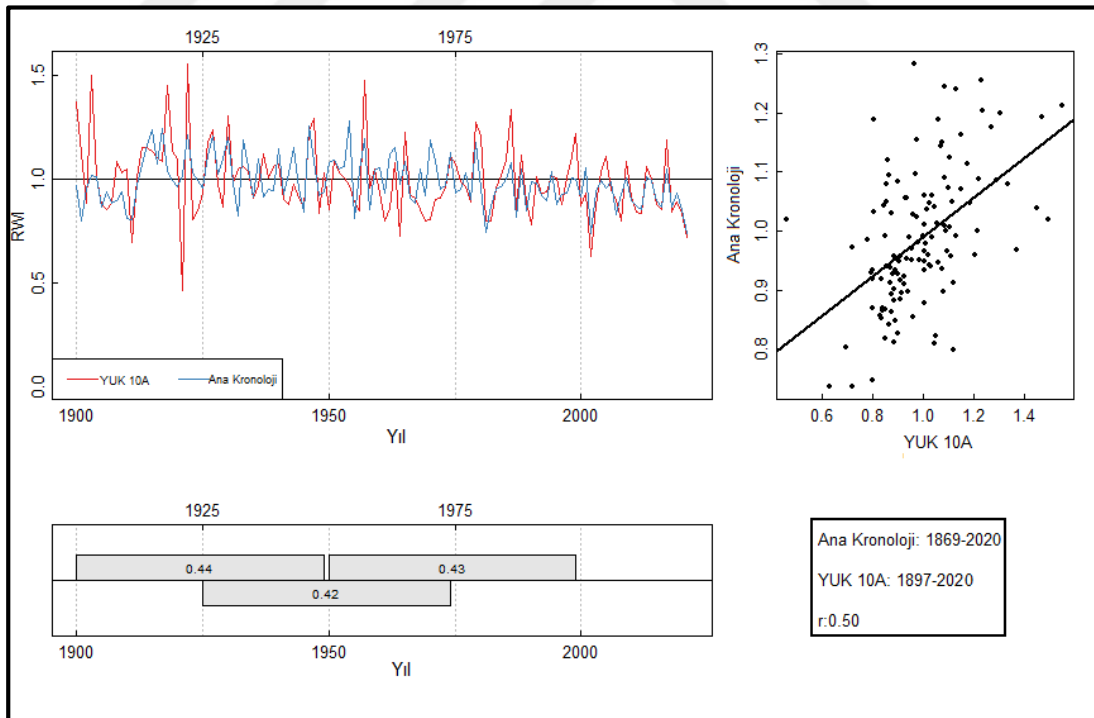 1925 1975
RWI
1.5
1.0
0.5
0.0
YUK 10A Ana Kronoloji
1900 1950 2000
Yıl
Ana Kronoloji
1.3
1.2
1.1
1.0
0.9
0.8
0.6 0.8 1.0 1.2 1.4
YUK 10A
1925 1975
0.44 0.43
0.42
1900 1950 2000
Yıl
Ana Kronoloji: 1869-2020
YUK 10A: 1897-2020
r:0.50